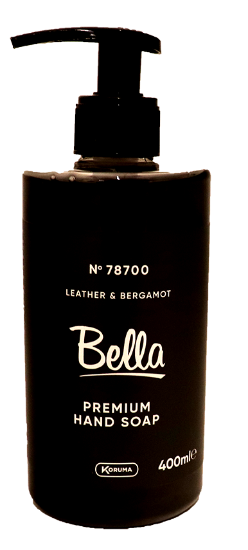 Nº 78700
LEATHER & BERGAMOT
Bella
PREMIUM
HAND SOAP
KORUMA
400ml℮